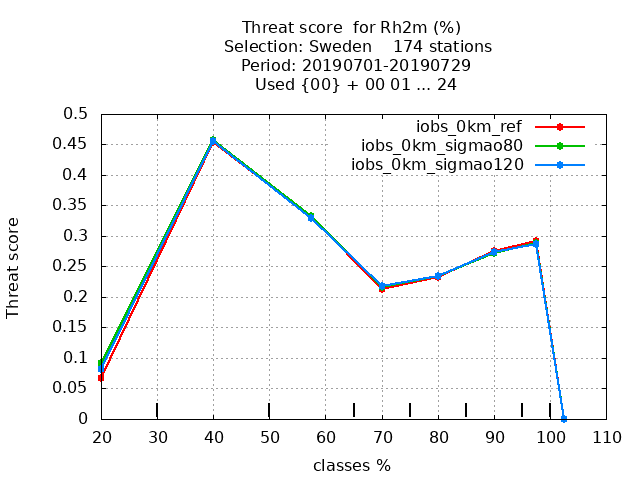 Threat score  for Rh2m (%)
Selection: Sweden    174 stations
Period: 20190701-20190729
Used {00} + 00 01 ... 24
iobs_0km_ref
iobs_0km_sigmao80
iobs_0km_sigmao120
Threat score
0.5
0.45
0.4
0.35
0.3
0.25
0.2
0.15
0.1
0.05
0
20 30 40 50 60 70 80 90 100 110
classes %